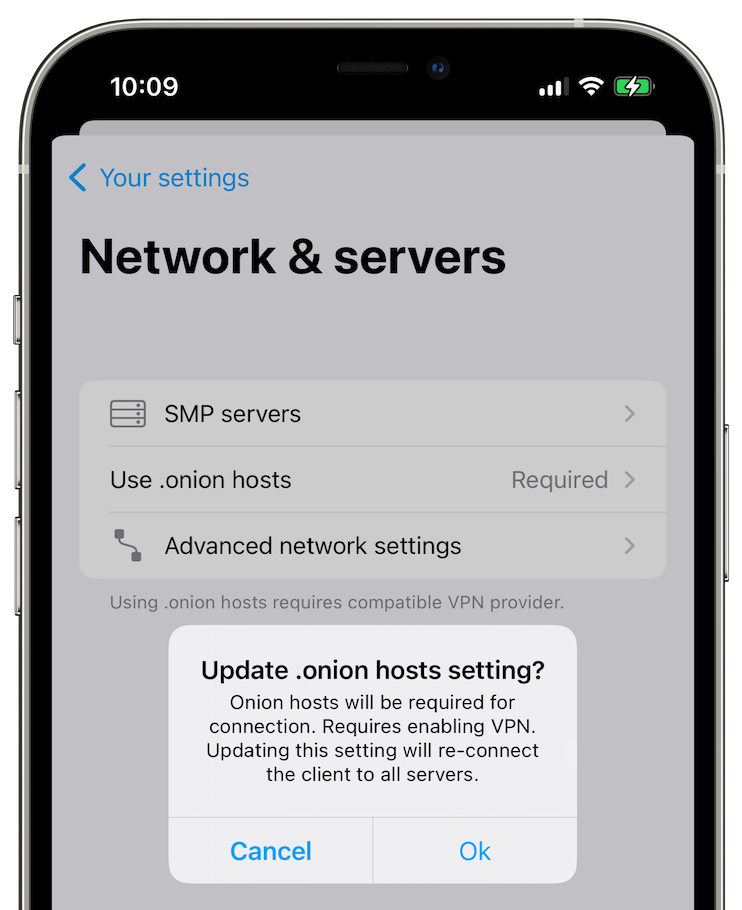 10:09
Your settings
Network & servers
SMP servers
Use .onion hosts Required
Advanced network settings
Using .onion hosts requires compatible VPN provider.
Update .onion hosts setting?
Onion hosts will be required for
connection. Requires enabling VPN.
Updating this setting will re-connect
the client to all servers.
Cancel Ok